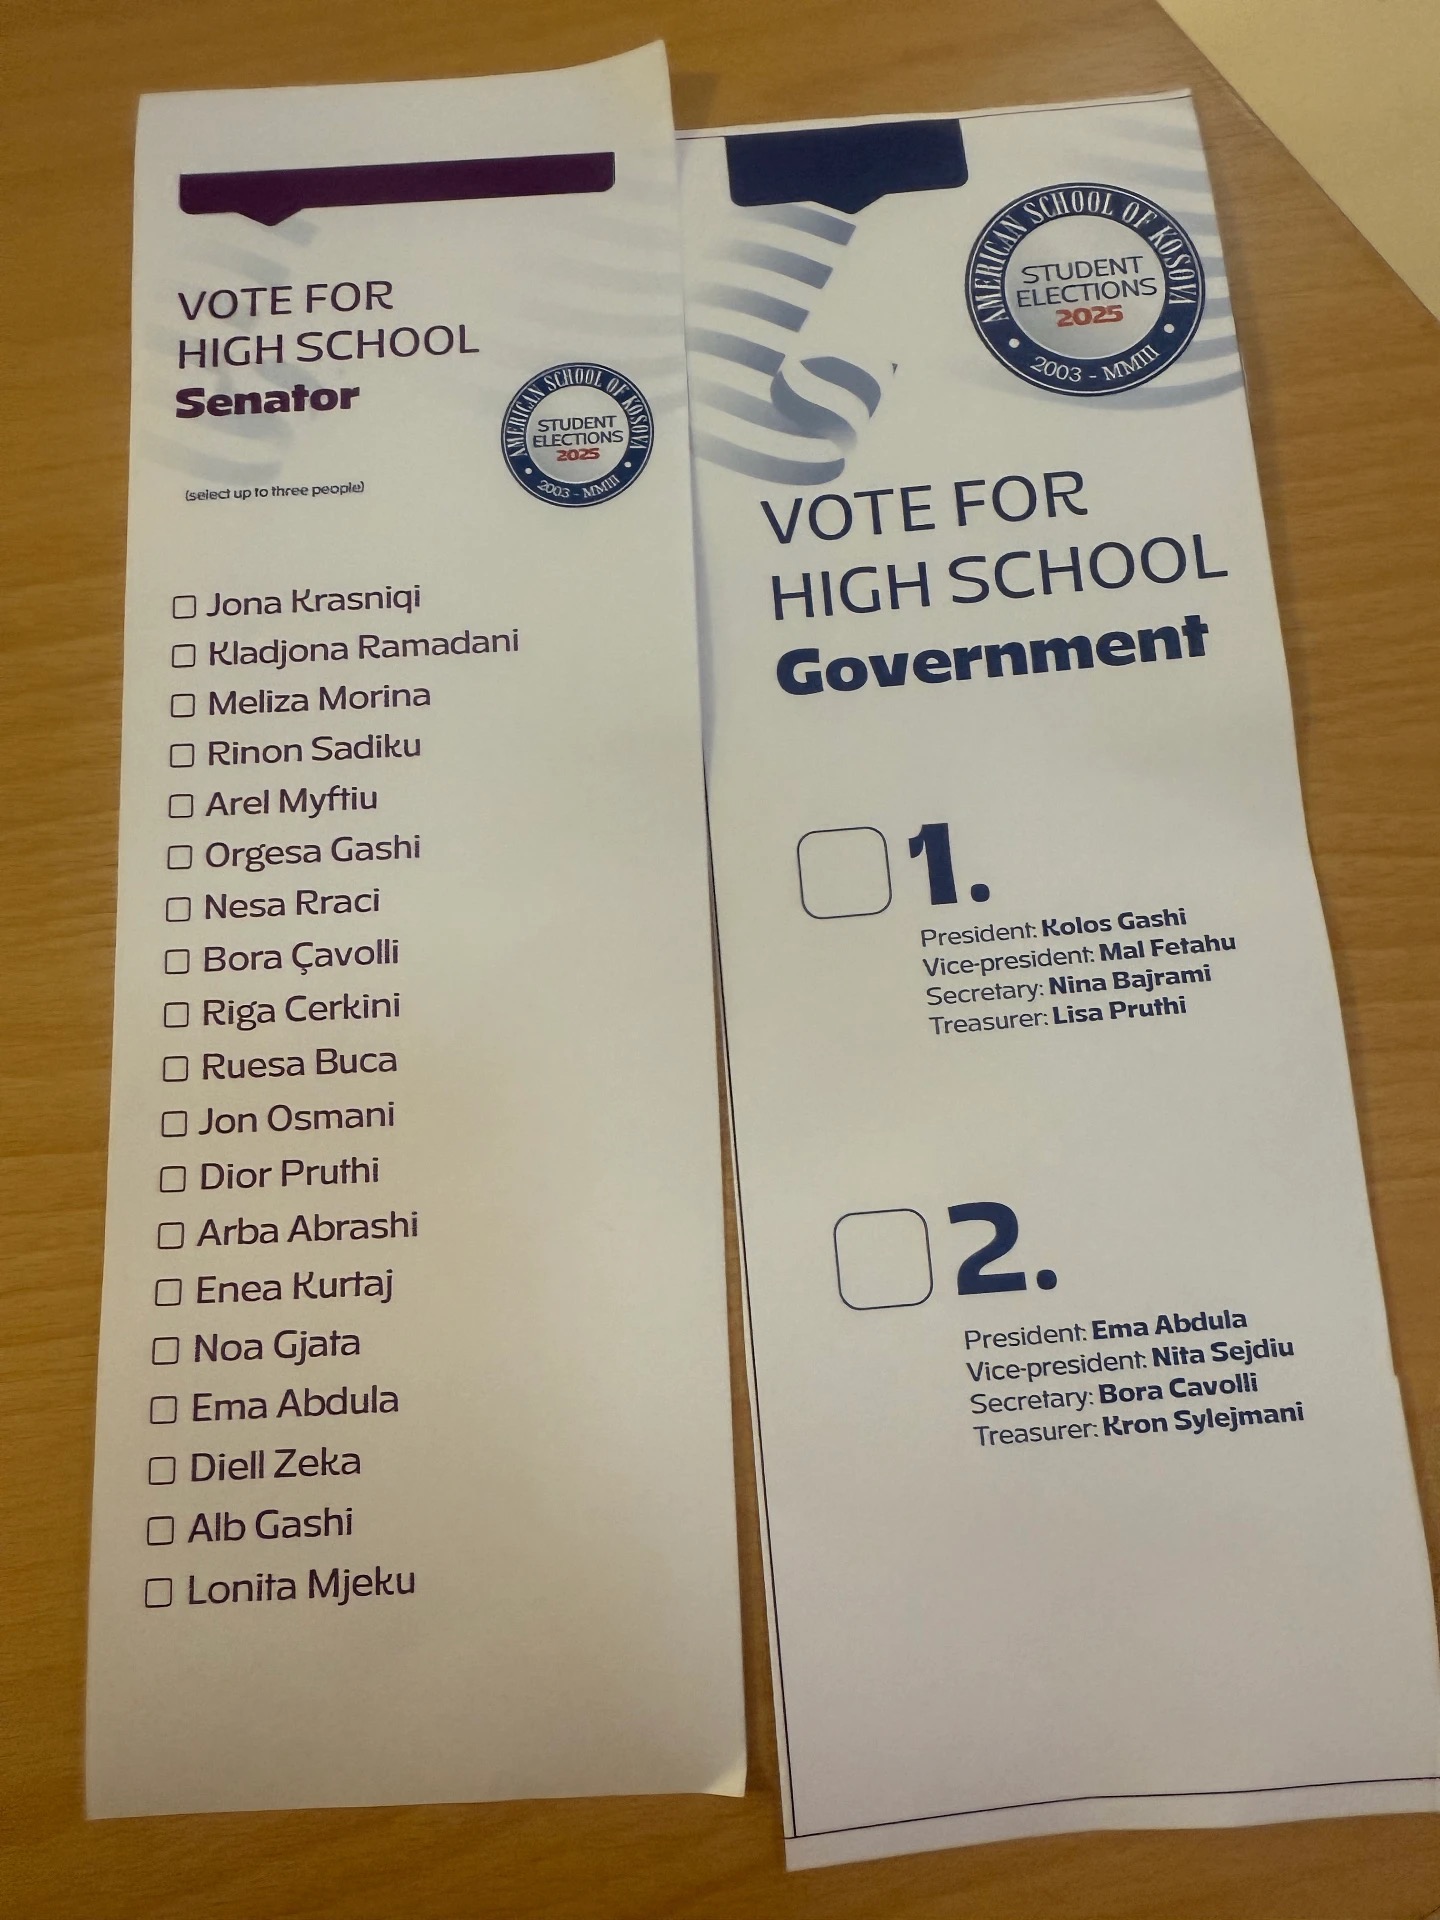 VOTE FOR
HIGH SCHOOL
Senator
(select up to three people)
AMERICAN SCHOOL OF KOSOVA
STUDENT
ELECTIONS
2025
2003 - MMIII
Jona Krasniqi
Kladjona Ramadani
Meliza Morina
Rinon Sadiku
Arel Myftiu
Orgesa Gashi
Nesa Rraci
Bora Çavolli
Riga Cerkini
Ruesa Buca
Jon Osmani
Dior Pruthi
Arba Abrashi
Enea Kurtaj
Noa Gjata
Ema Abdula
Diell Zeka
Alb Gashi
Lonita Mjeku
AMERICAN SCHOOL OF KOSOVA
STUDENT
ELECTIONS
2025
2003 - MMIII
VOTE FOR
HIGH SCHOOL
Government
1.
President: Kolos Gashi
Vice-president: Mal Fetahu
Secretary: Nina Bajrami
Treasurer: Lisa Pruthi
2.
President: Ema Abdula
Vice-president: Nita Sejdiu
Secretary: Bora Cavolli
Treasurer: Kron Sylejmani